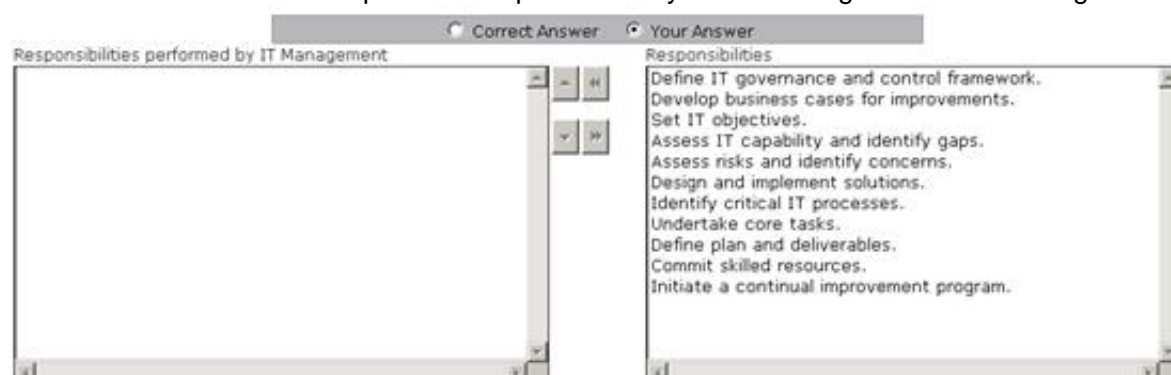 Correct Answer Your Answer
Responsibilities performed by IT Management
Responsibilities
Define IT governance and control framework.
Develop business cases for improvements.
Set IT objectives.
Assess IT capability and identify gaps.
Assess risks and identify concerns.
Design and implement solutions.
Identify critical IT processes.
Undertake core tasks.
Define plan and deliverables.
Commit skilled resources.
Initiate a continual improvement program.